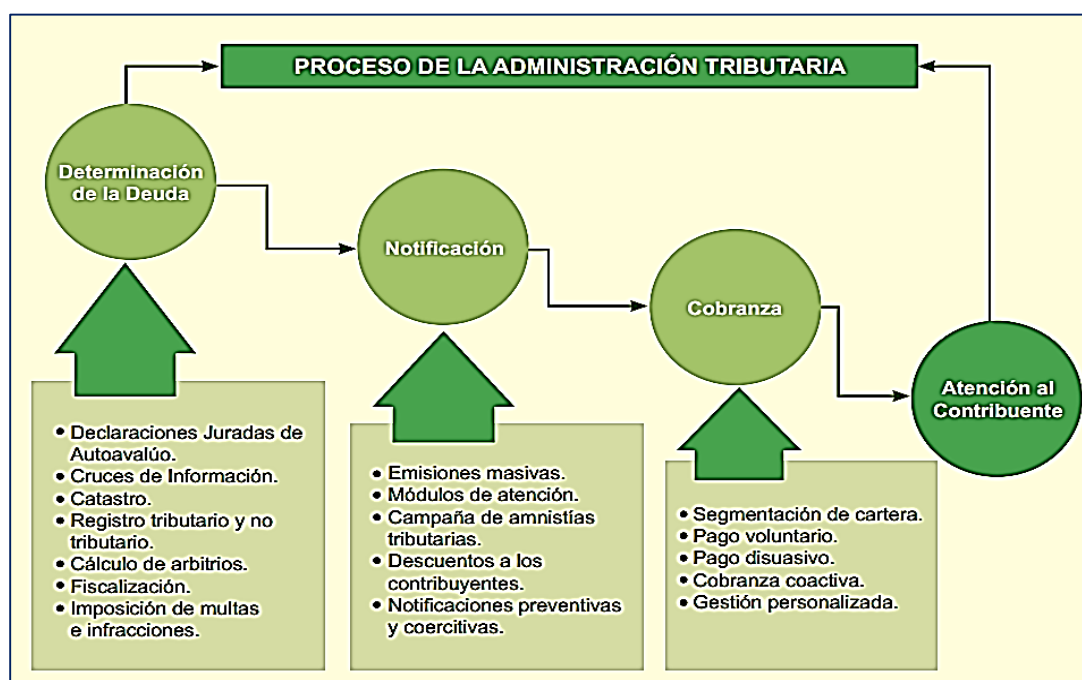 PROCESO DE LA ADMINISTRACIÓN TRIBUTARIA
Determinación
de la Deuda
Notificación
Cobranza
Atención al
Contribuente
• Declaraciones Juradas de
Autoavalúo.
• Cruces de Información.
• Catastro.
• Registro tributario y no
tributario.
• Cálculo de arbitrios.
• Fiscalización.
• Imposición de multas
e infracciones.
• Emisiones masivas.
• Módulos de atención.
• Campaña de amnistías
tributarias.
• Descuentos a los
contribuyentes.
• Notificaciones preventivas
y coercitivas.
• Segmentación de cartera.
• Pago voluntario.
• Pago disuasivo.
• Cobranza coactiva.
• Gestión personalizada.